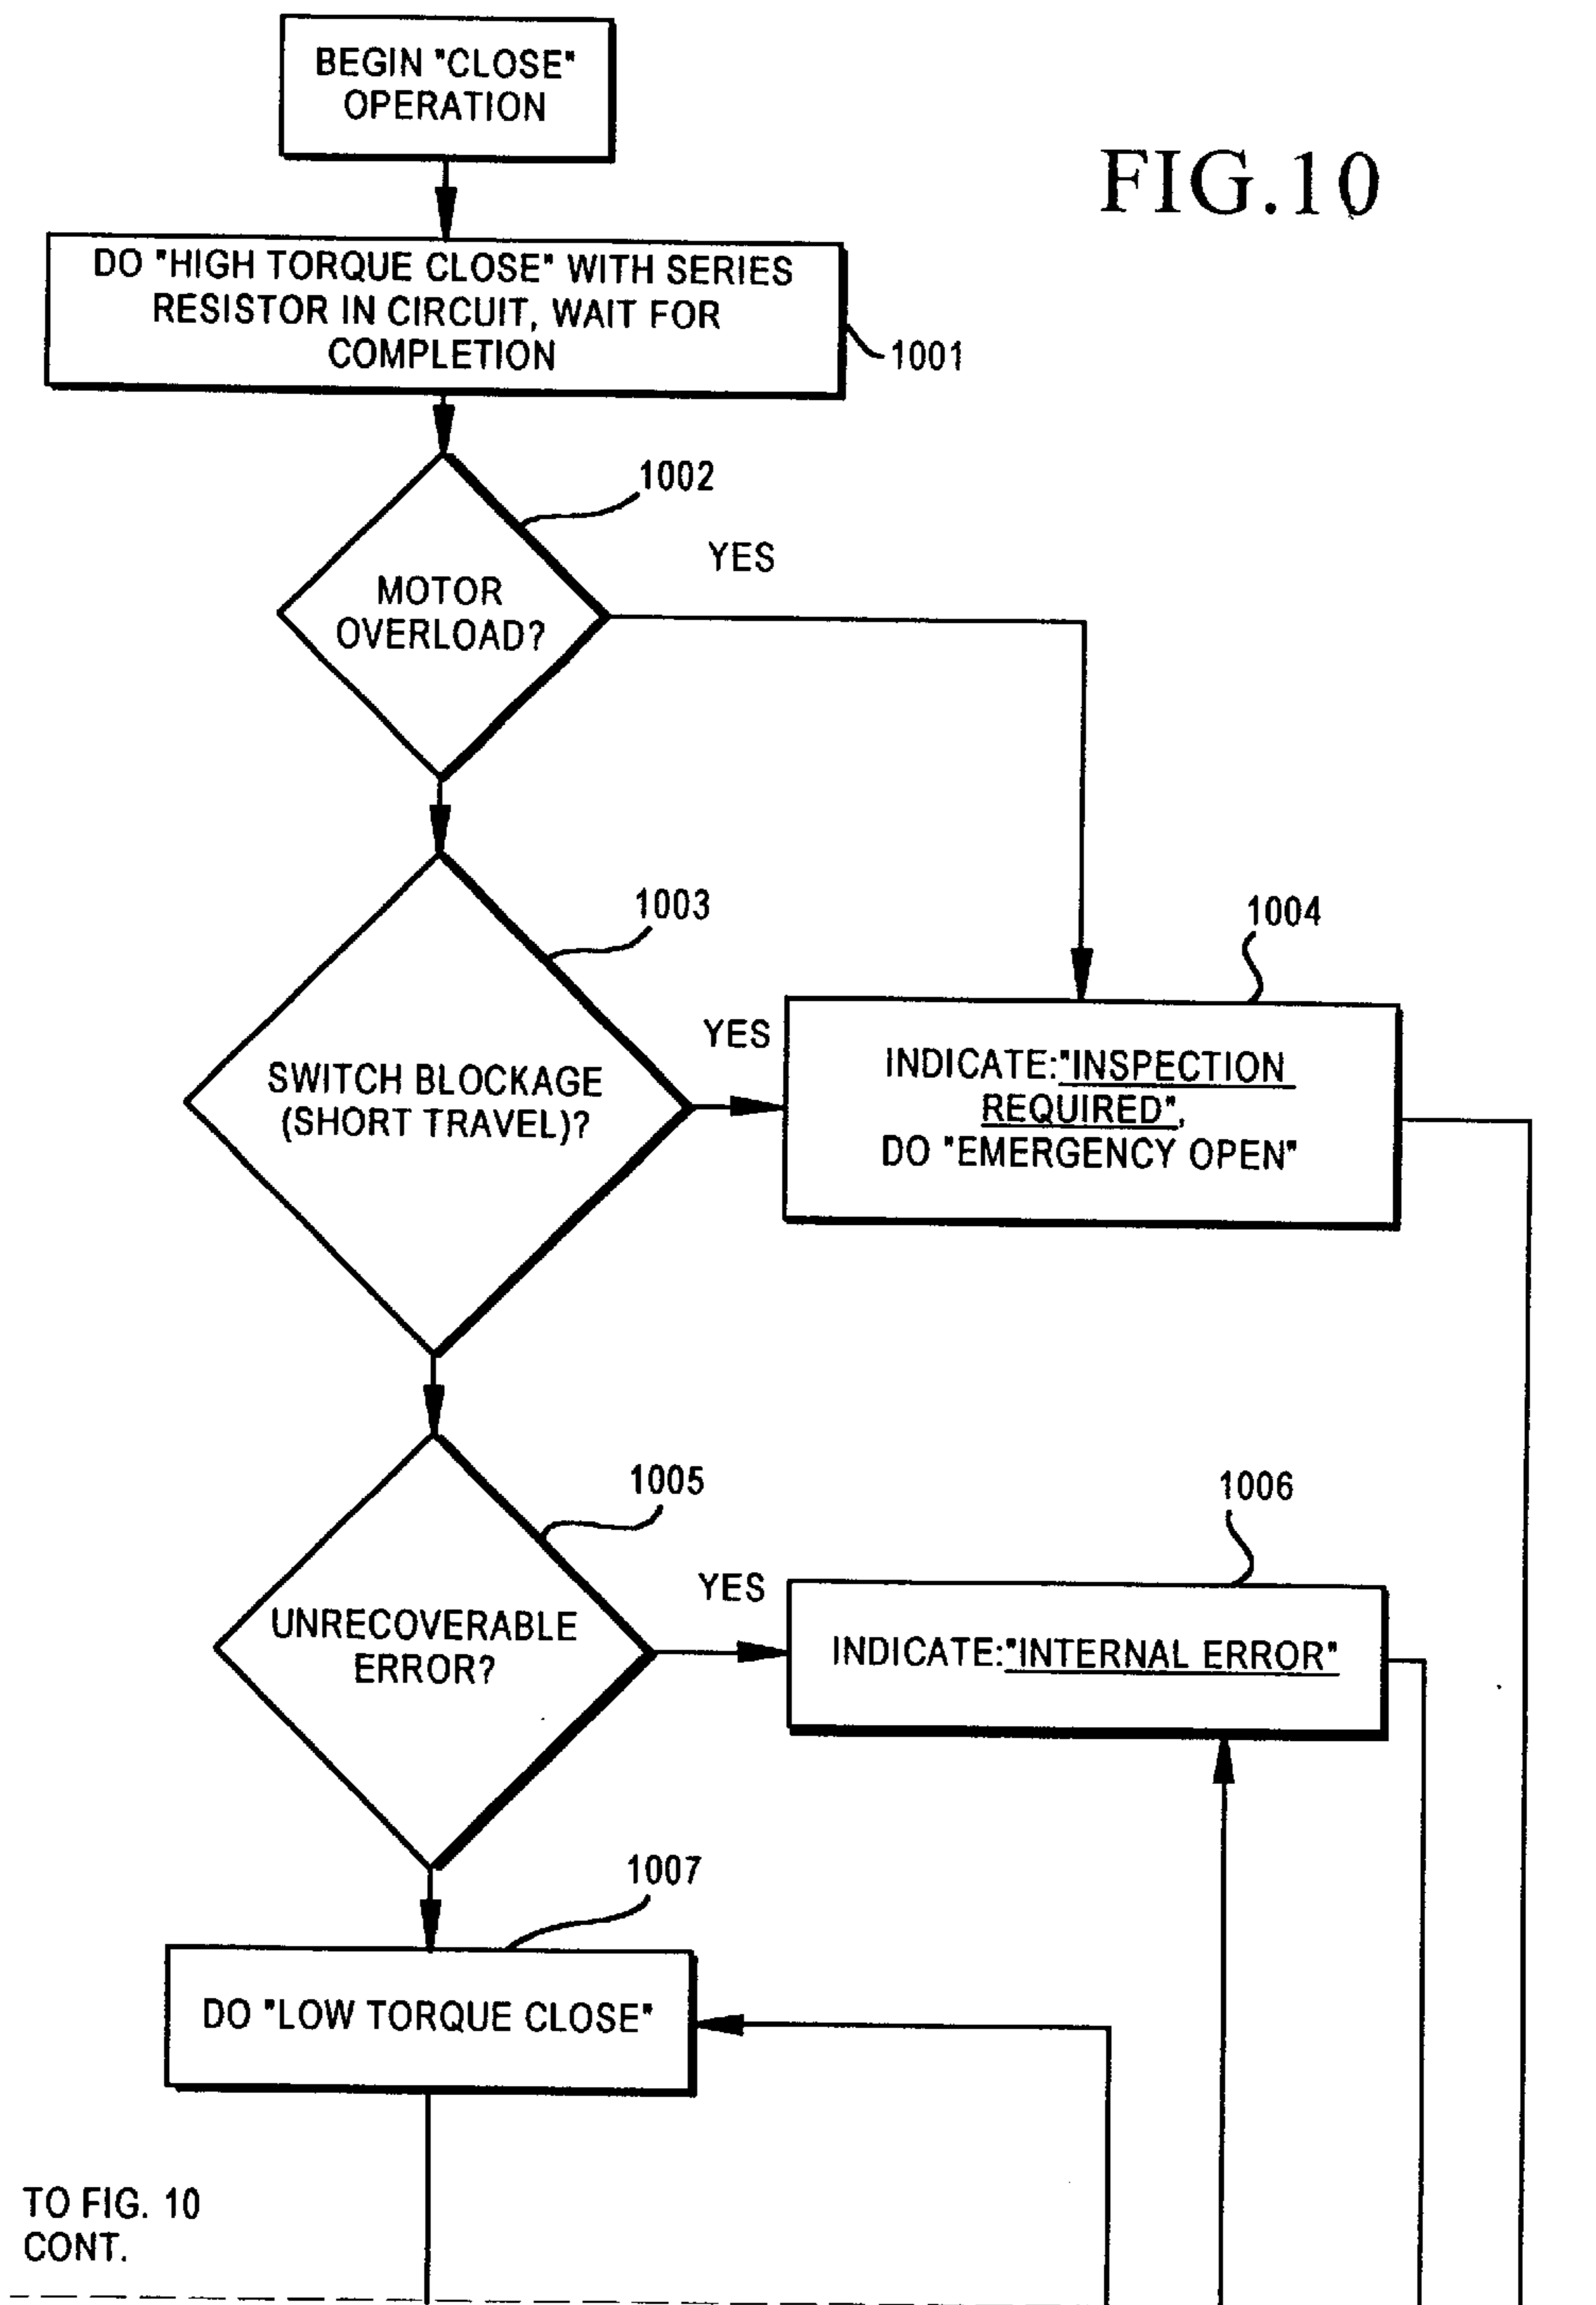 BEGIN "CLOSE"
OPERATION
FIG.10
DO "HIGH TORQUE CLOSE" WITH SERIES
RESISTOR IN CIRCUIT, WAIT FOR
COMPLETION
1001
1002
YES
MOTOR
OVERLOAD?
1003
1004
YES
SWITCH BLOCKAGE
(SHORT TRAVEL)?
INDICATE:"INSPECTION
REQUIRED",
DO "EMERGENCY OPEN"
1005
1006
YES
UNRECOVERABLE
ERROR?
INDICATE:"INTERNAL ERROR"
1007
DO "LOW TORQUE CLOSE"
TO FIG. 10
CONT.